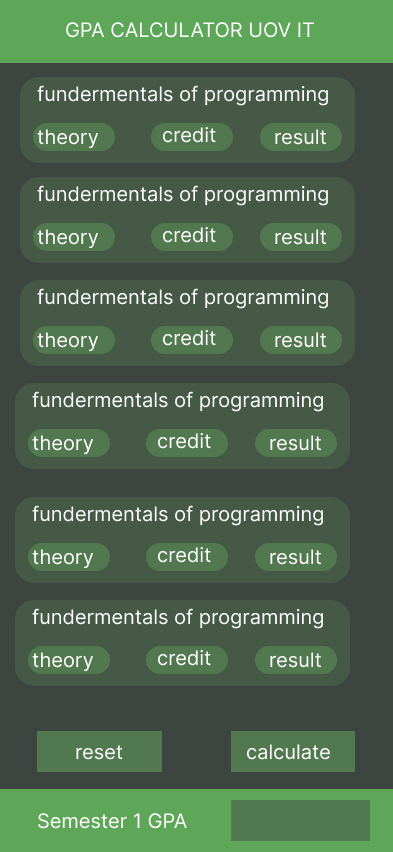 GPA CALCULATOR UOV IT
fundermentals of programming
theory credit result
fundermentals of programming
theory credit result
fundermentals of programming
theory credit result
fundermentals of programming
theory credit result
fundermentals of programming
theory credit result
fundermentals of programming
theory credit result
reset calculate
Semester 1 GPA